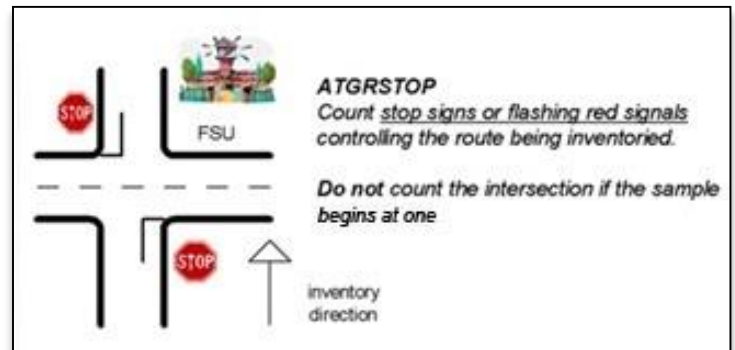 ATGRSTOP
STOP
Count stop signs or flashing red signals
FSU
controlling the route being inventoried.
Do not count the intersection if the sample
begins at one
STOP
inventory
direction